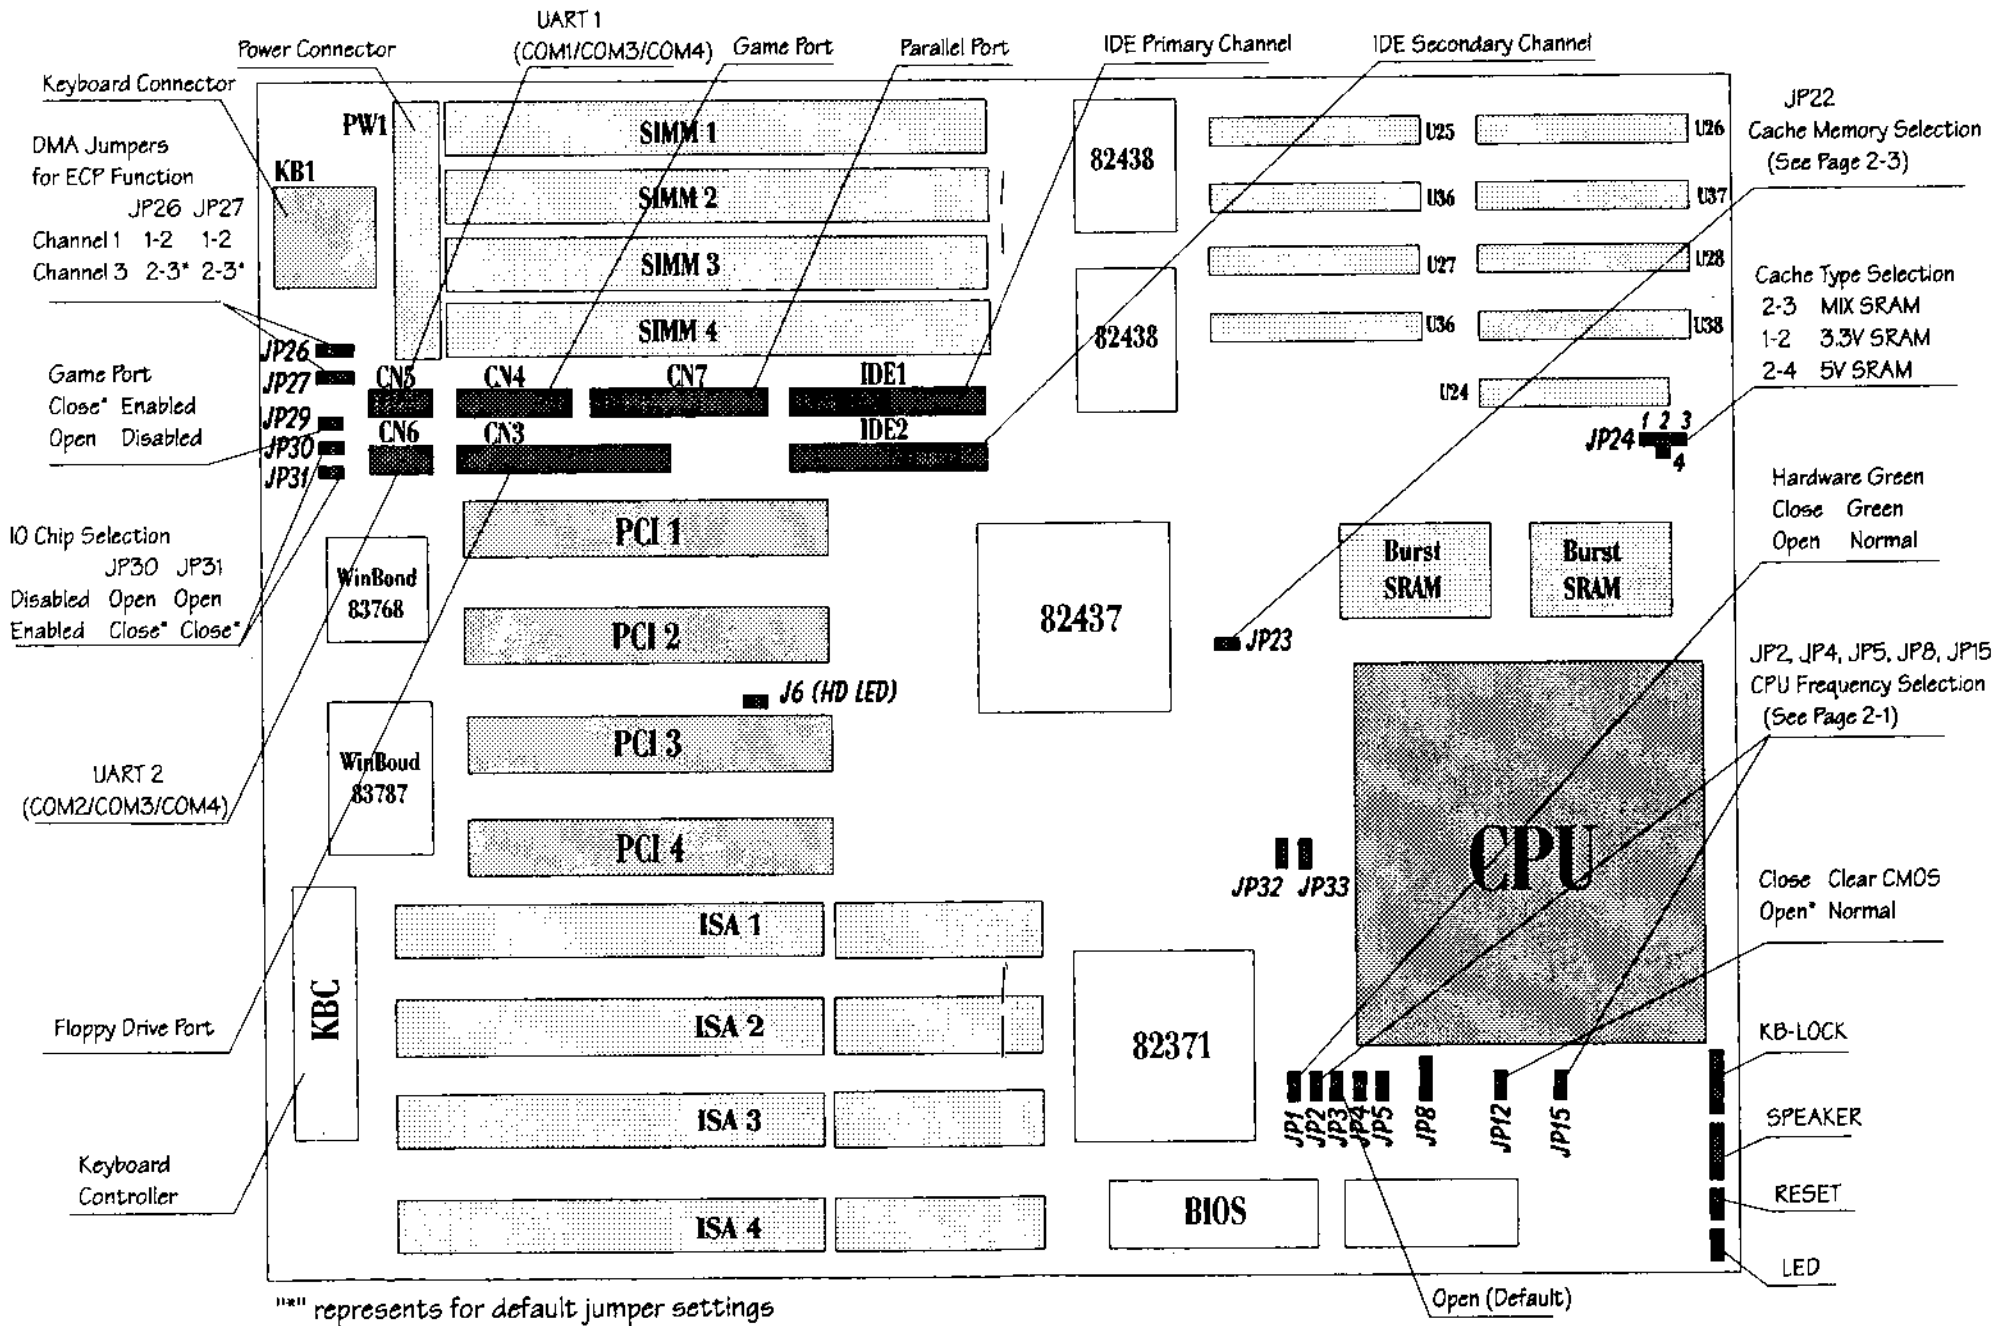 UART 1
(COM1/COM3/COM4)
Power Connector
Game Port
Parallel Port
IDE Primary Channel
IDE Secondary Channel
Keyboard Connector
DMA Jumpers
for ECP Function
JP26 JP27
Channel 1 1-2 1-2
Channel 3 2-3* 2-3*
Game Port
Close* Enabled
Open Disabled
IO Chip Selection
JP30 JP31
Disabled Open Open
Enabled Close* Close*
UART 2
(COM2/COM3/COM4)
Floppy Drive Port
Keyboard
Controller
KB1
PW1
SIMM 1
SIMM 2
SIMM 3
SIMM 4
JP26
JP27
JP29
JP30
JP31
CN5
CN4
CN7
IDE1
CN6
CN3
IDE2
82438
82438
U25
U26
U36
U37
U27
U28
U36
U38
U24
JP24
1 2 3
4
PCI 1
PCI 2
J6 (HD LED)
PCI 3
PCI 4
WinBond
83768
WinBoud
83787
KBC
82437
JP23
Burst
SRAM
Burst
SRAM
CPU
JP32 JP33
ISA 1
ISA 2
ISA 3
ISA 4
82371
JP1
JP2
JP3
JP4
JP5
JP8
JP12
JP15
BIOS
JP22
Cache Memory Selection
(See Page 2-3)
Cache Type Selection
2-3 MIX SRAM
1-2 3.3V SRAM
2-4 5V SRAM
Hardware Green
Close Green
Open Normal
JP2, JP4, JP5, JP8, JP15
CPU Frequency Selection
(See Page 2-1)
Close Clear CMOS
Open* Normal
KB-LOCK
SPEAKER
RESET
LED
Open (Default)
"*" represents for default jumper settings